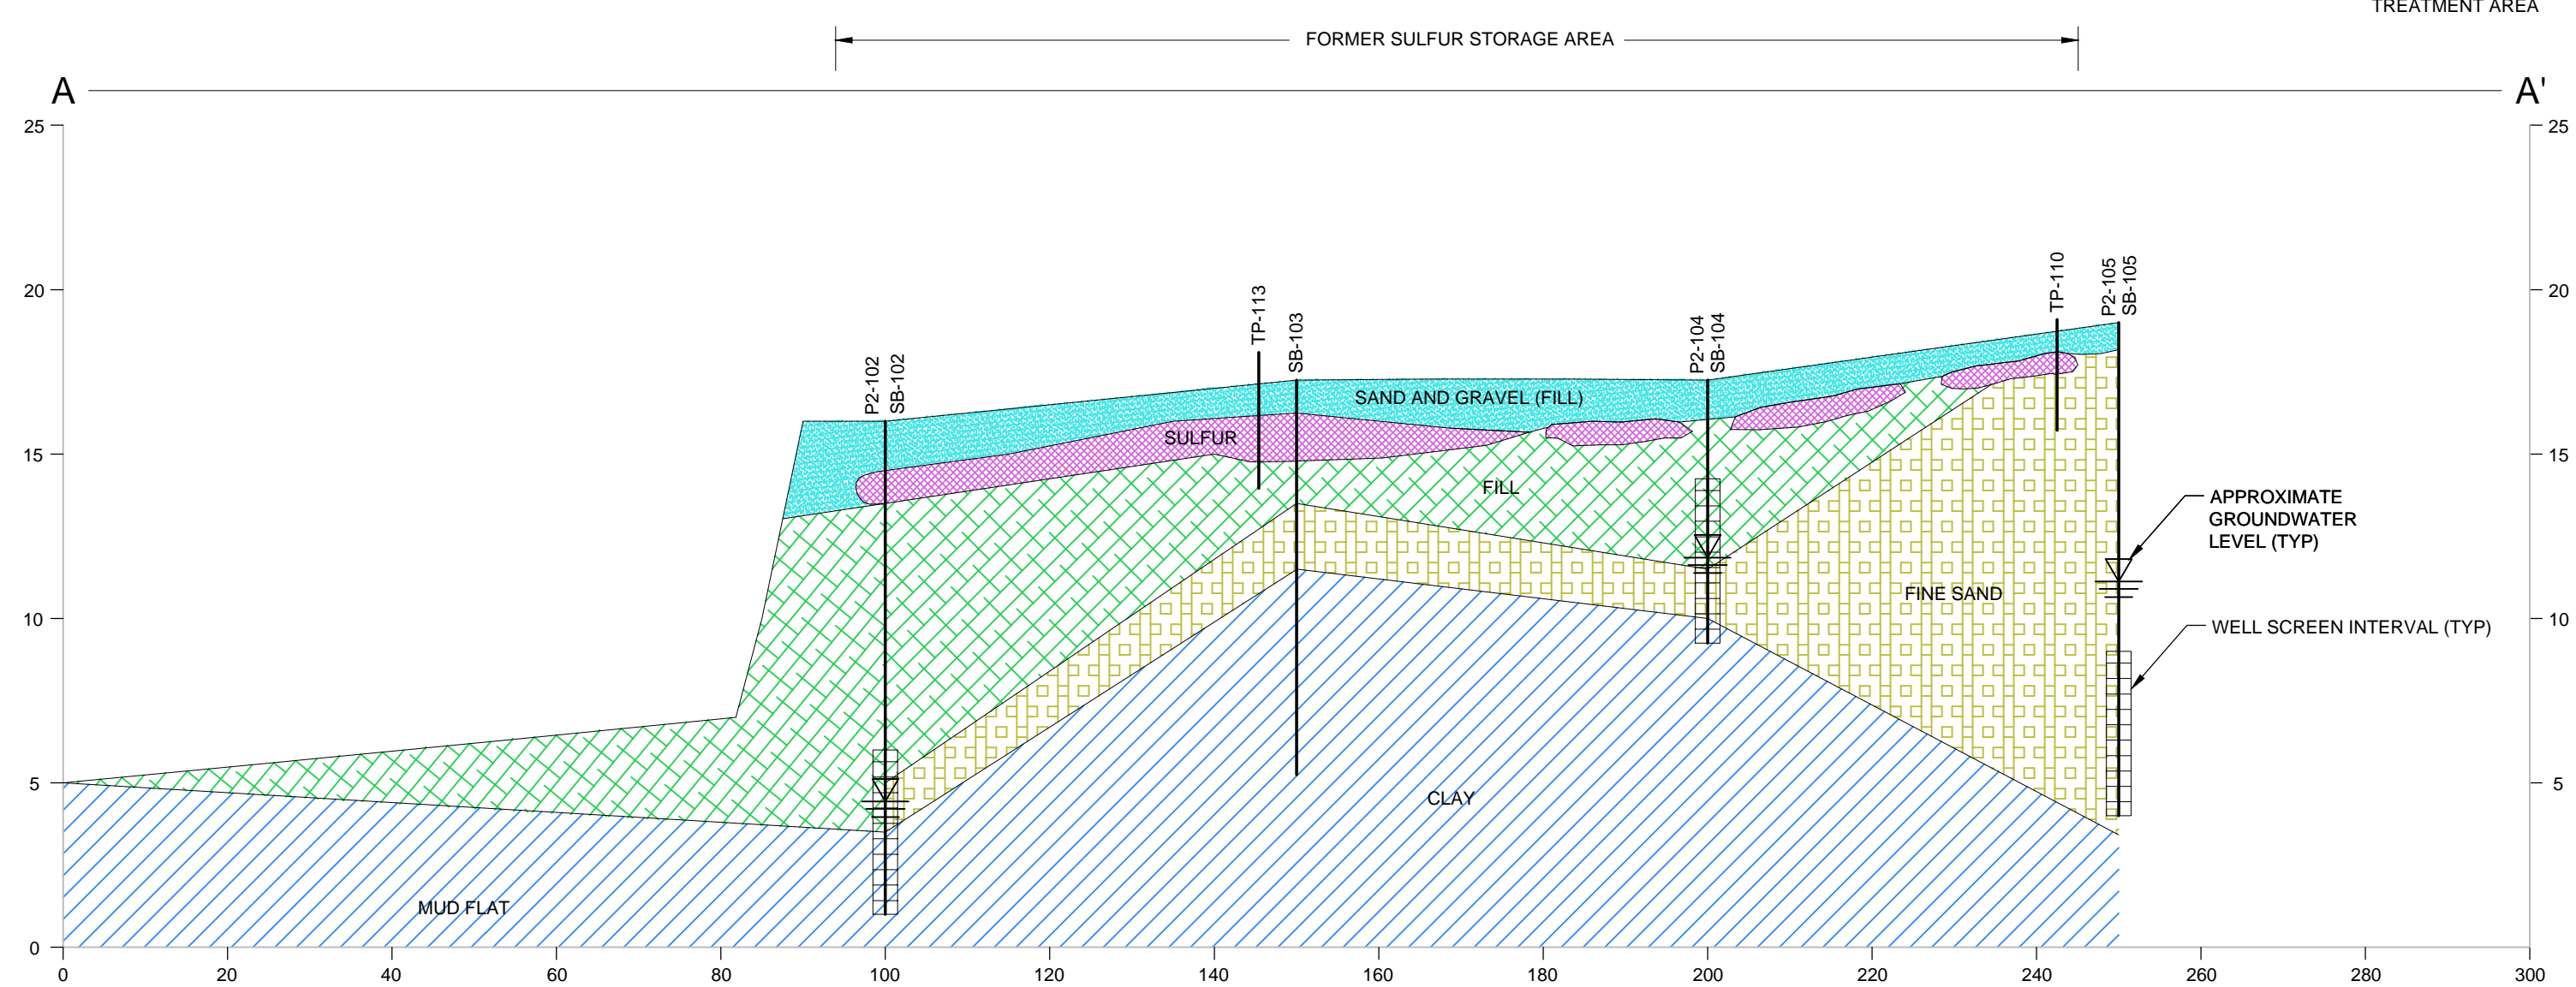 TREATMENT AREA
FORMER SULFUR STORAGE AREA
A
A'
25
25
20
20
15
15
10
10
5
5
0
P2-102
SB-102
TP-113
SB-103
P2-104
SB-104
TP-110
P2-105
SB-105
SAND AND GRAVEL (FILL)
SULFUR
FILL
FINE SAND
CLAY
MUD FLAT
APPROXIMATE
GROUNDWATER
LEVEL (TYP)
WELL SCREEN INTERVAL (TYP)
0
20
40
60
80
100
120
140
160
180
200
220
240
260
280
300